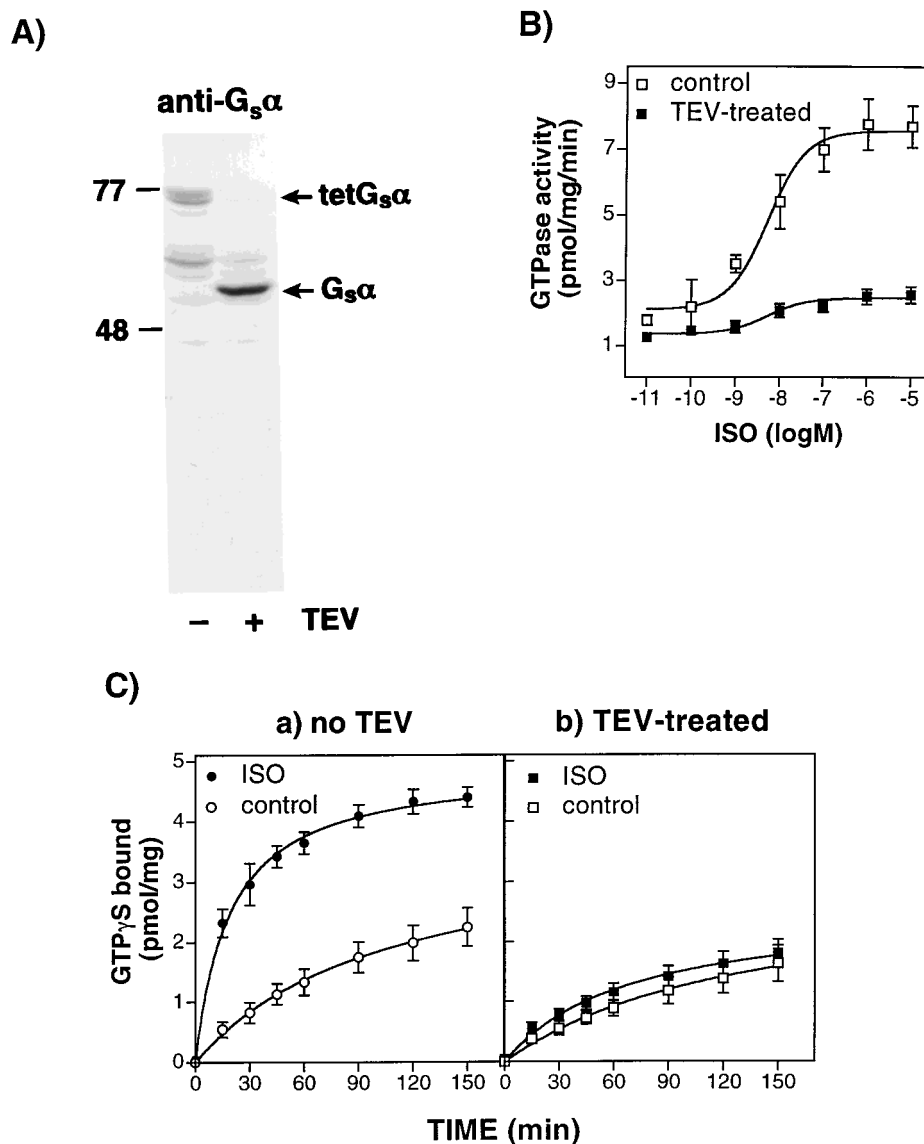 A)
anti-Gsα
77
tetGsα
Gsα
48
– + TEV
B)
control
TEV-treated
GTPase activity
(pmol/mg/min)
9
7
5
3
1
-11 -10 -9 -8 -7 -6 -5
ISO (logM)
C)
a) no TEV
b) TEV-treated
ISO
control
ISO
control
GTPγS bound
(pmol/mg)
5
4
3
2
1
0
0 30 60 90 120 150
0 30 60 90 120 150
TIME (min)